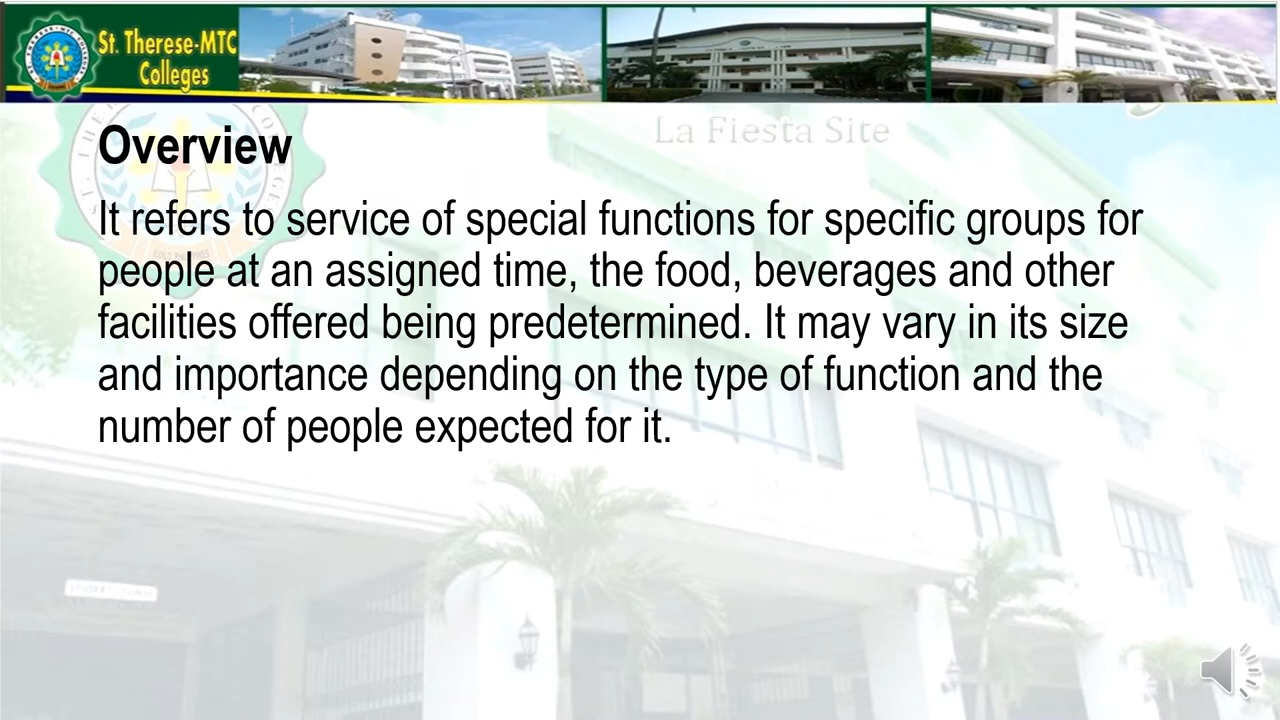 St. Therese-MTC
Colleges
La Fiesta Site
Overview
It refers to service of special functions for specific groups for
people at an assigned time, the food, beverages and other
facilities offered being predetermined. It may vary in its size
and importance depending on the type of function and the
number of people expected for it.